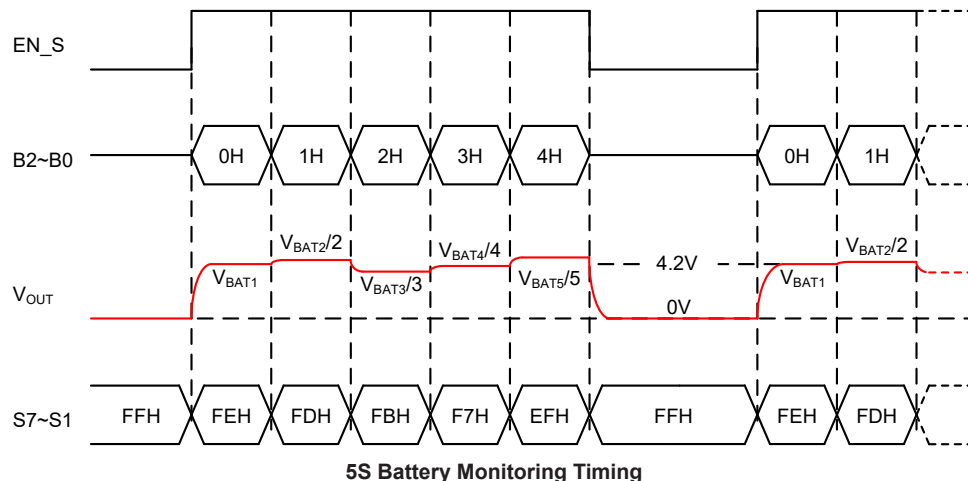 EN_S
B2~B0
0H 1H 2H 3H 4H 0H 1H
VOUT
VBAT1 VBAT2/2 VBAT3/3 VBAT4/4 VBAT5/5 4.2V VBAT1 VBAT2/2
0V
S7~S1
FFH FEH FDH FBH F7H EFH FFH FEH FDH
5S Battery Monitoring Timing